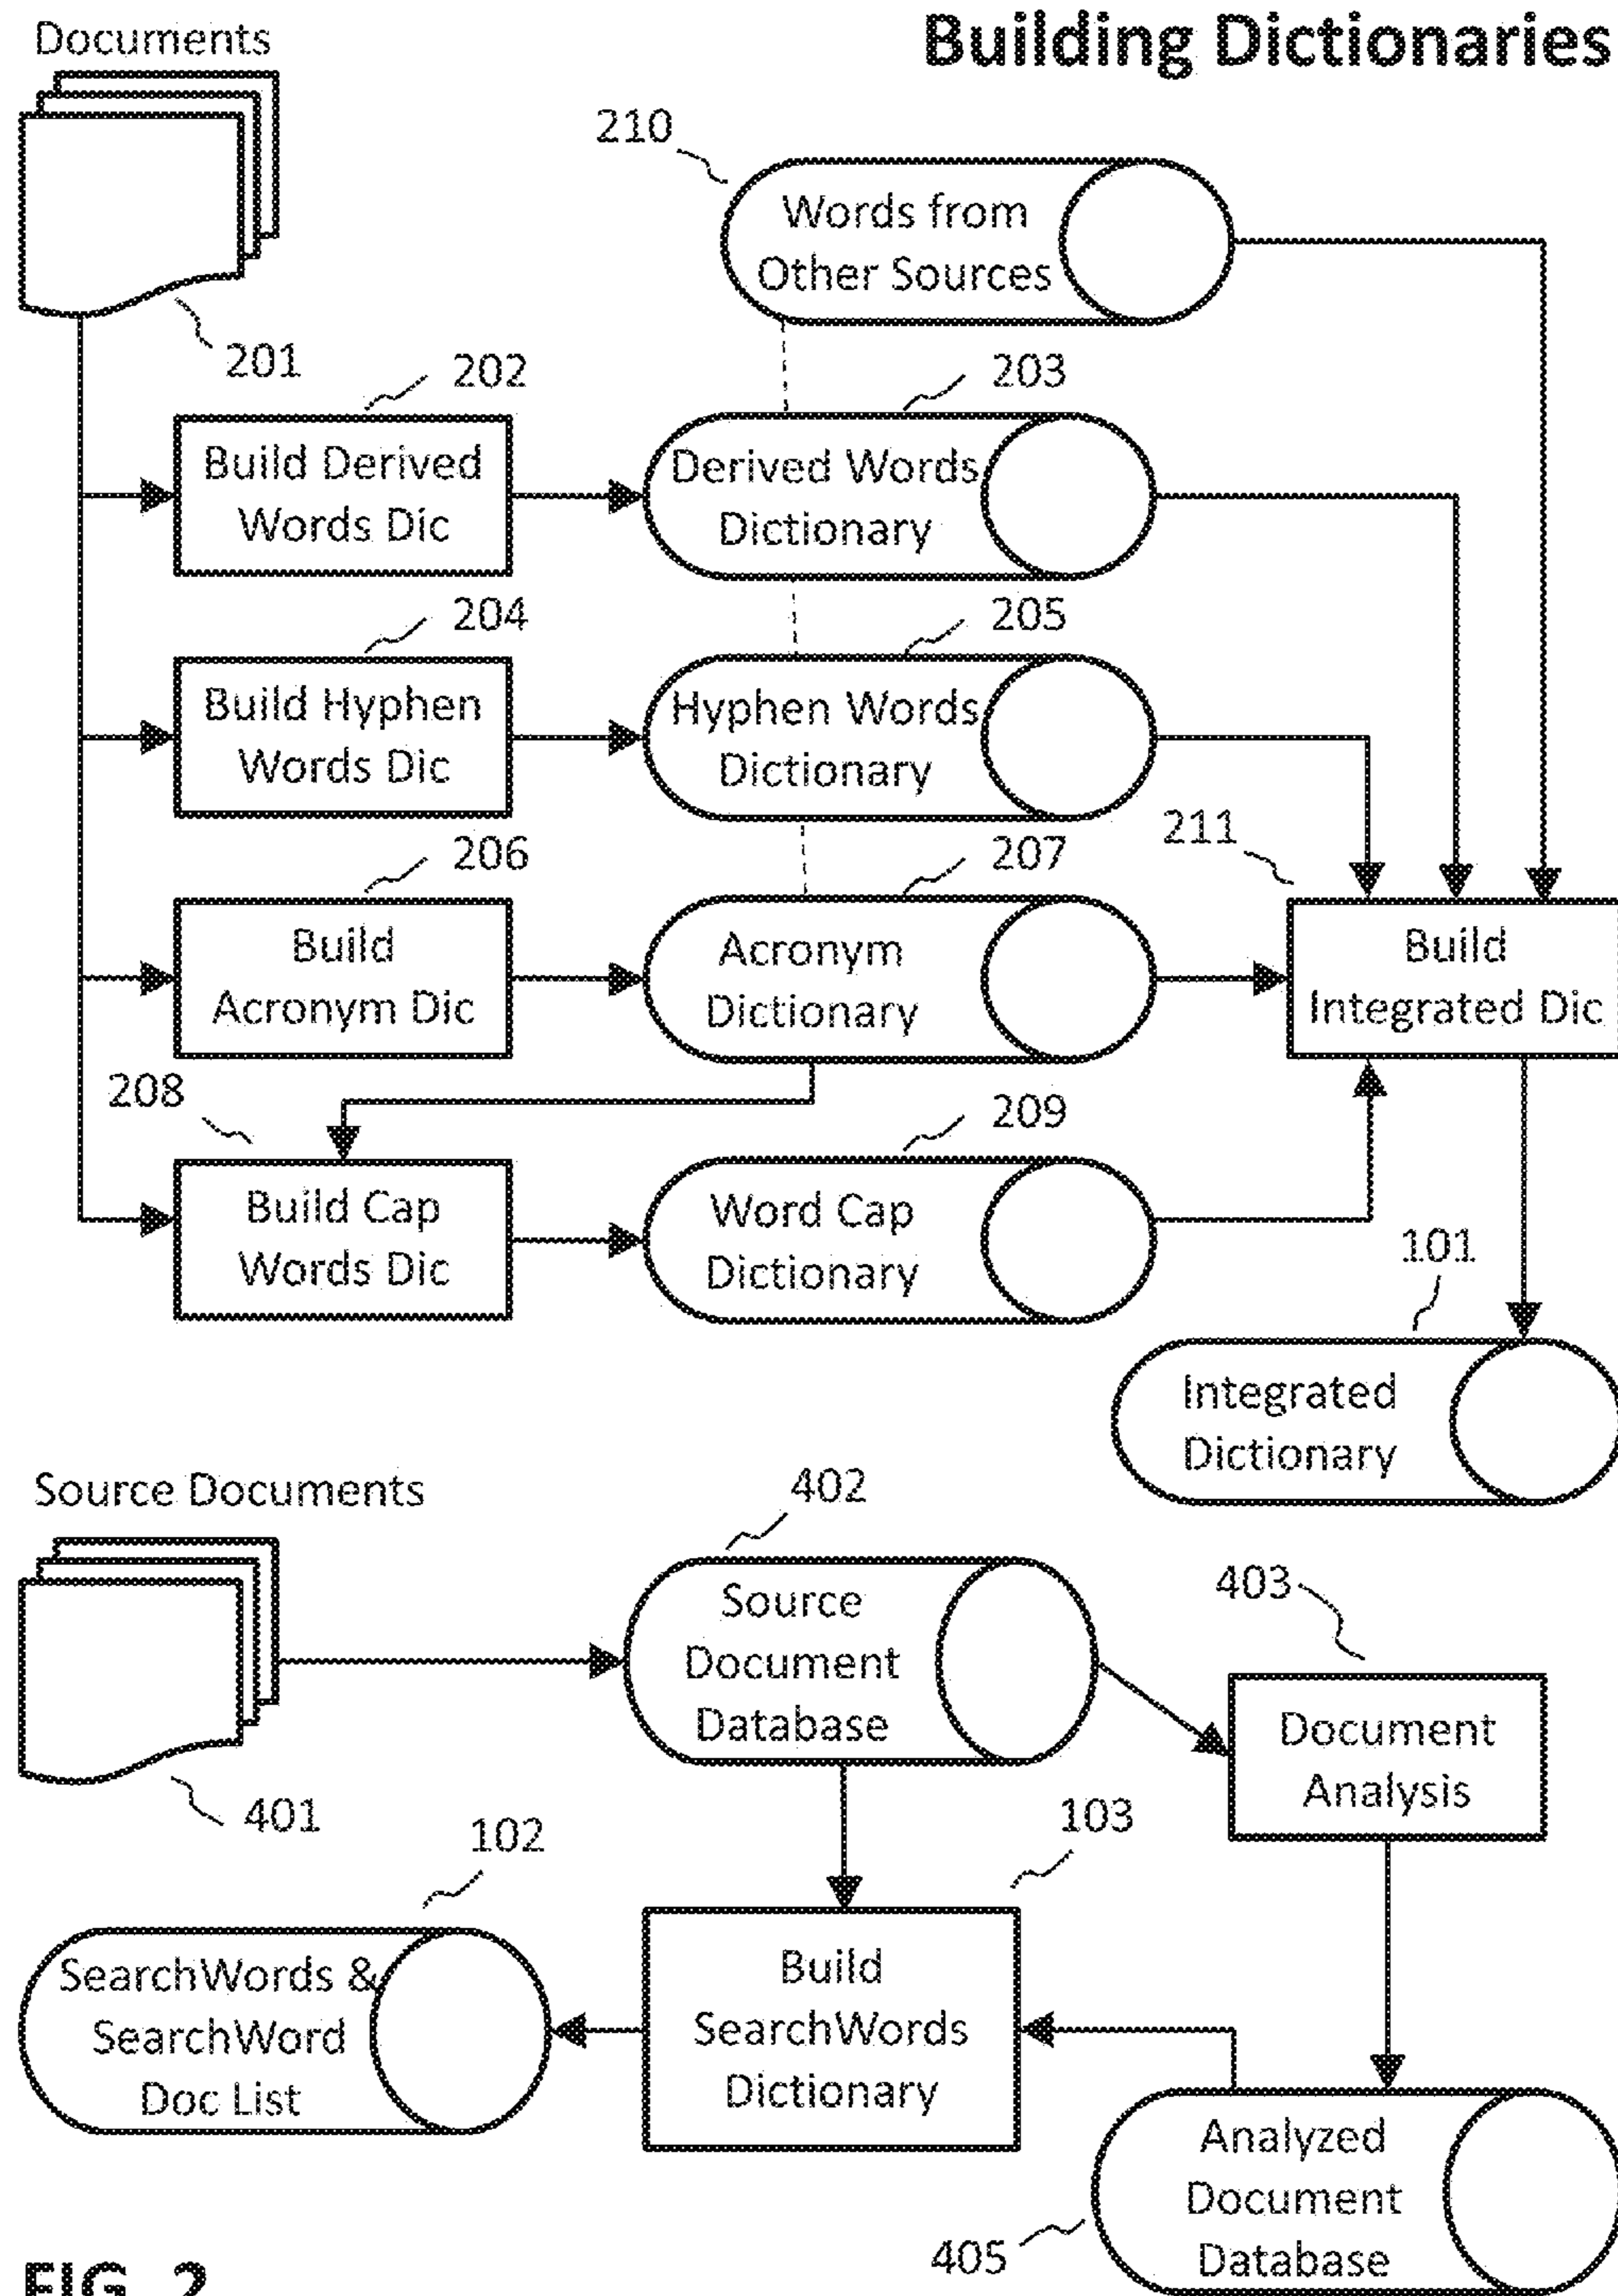 Building Dictionaries
Documents
210
Words from
Other Sources
201
202
203
Build Derived
Words Dic
Derived Words
Dictionary
204
205
Build Hyphen
Words Dic
Hyphen Words
Dictionary
206
207
211
Build
Acronym Dic
Acronym
Dictionary
Build
Integrated Dic
208
209
Build Cap
Words Dic
Word Cap
Dictionary
101
Integrated
Dictionary
Source Documents
402
Source
Document
Database
403
Document
Analysis
401
102
103
SearchWords &
SearchWord
Doc List
Build
SearchWords
Dictionary
Analyzed
Document
Database
405
FIG. 2